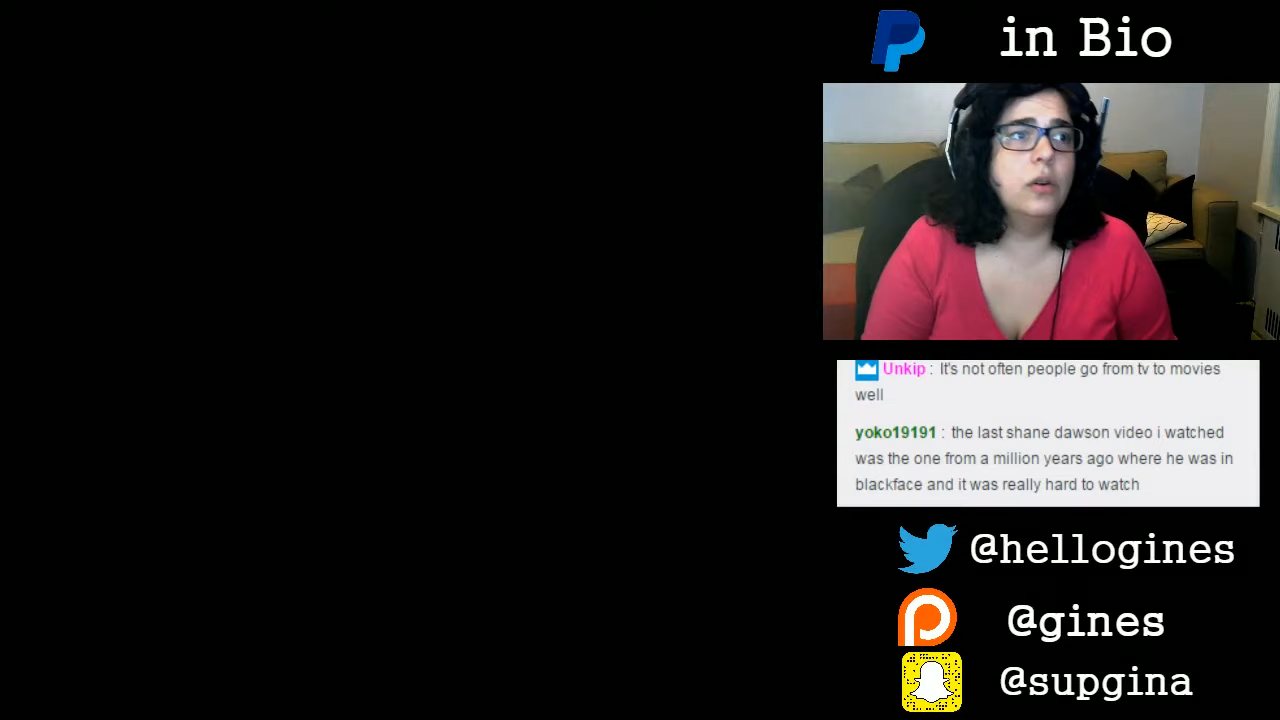 in Bio
Unkip : It's not often people go from tv to movies
well
yoko19191 : the last shane dawson video i watched
was the one from a million years ago where he was in
blackface and it was really hard to watch
@hellogines
@gines
@supgina